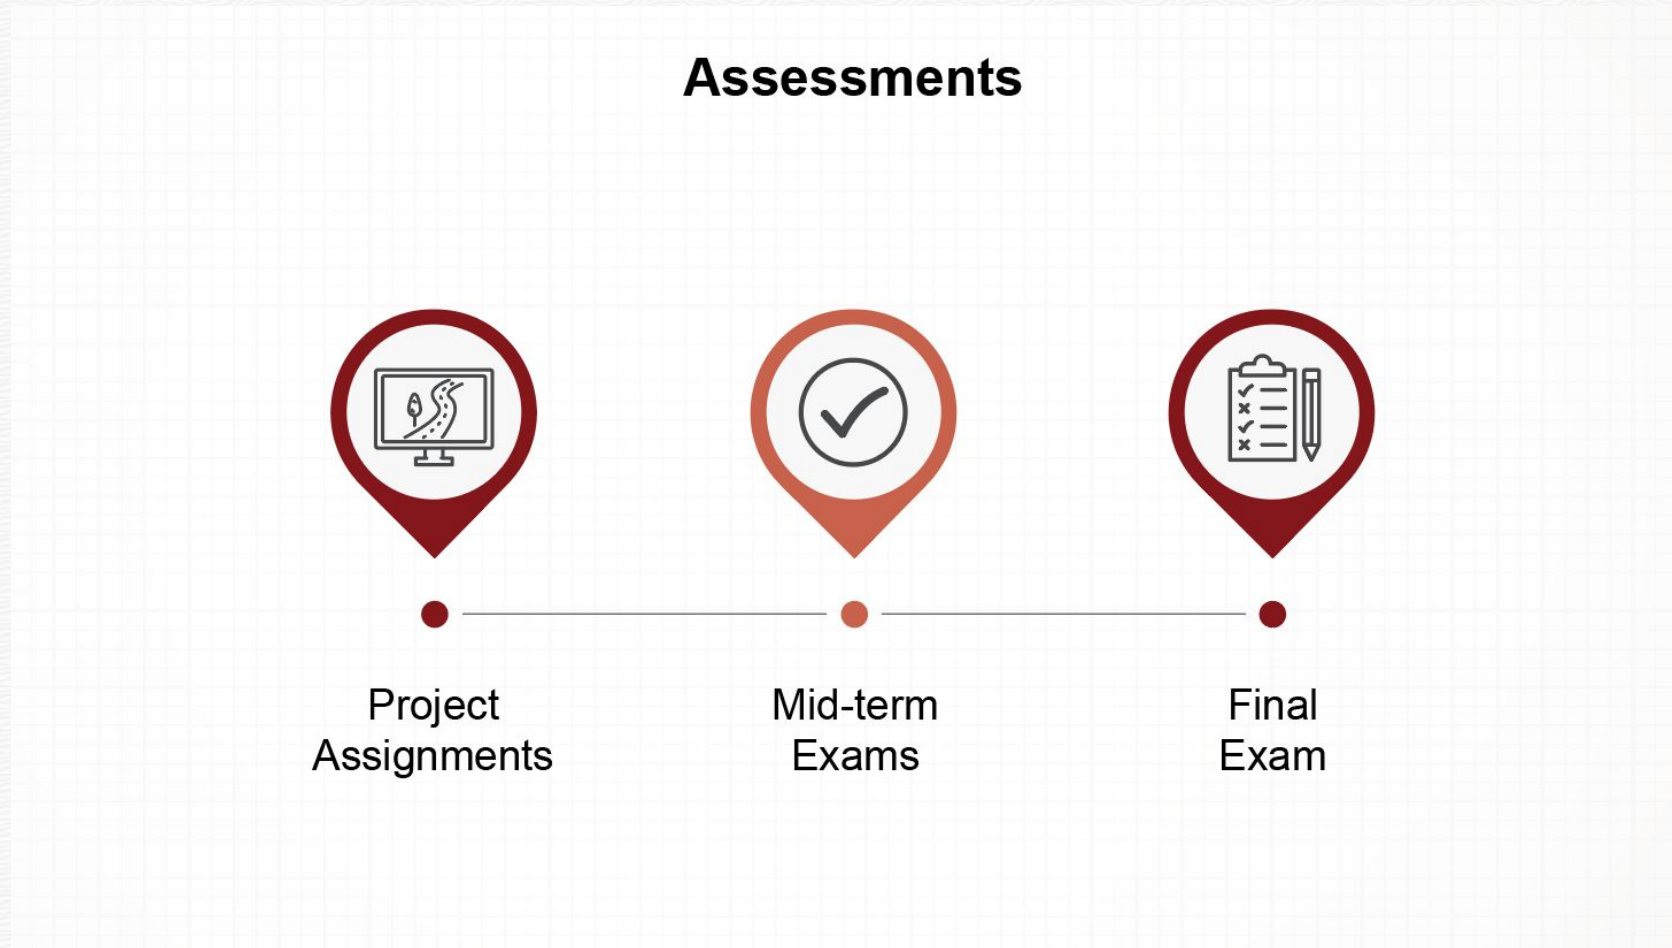 Assessments
Project
Assignments
Mid-term
Exams
Final
Exam